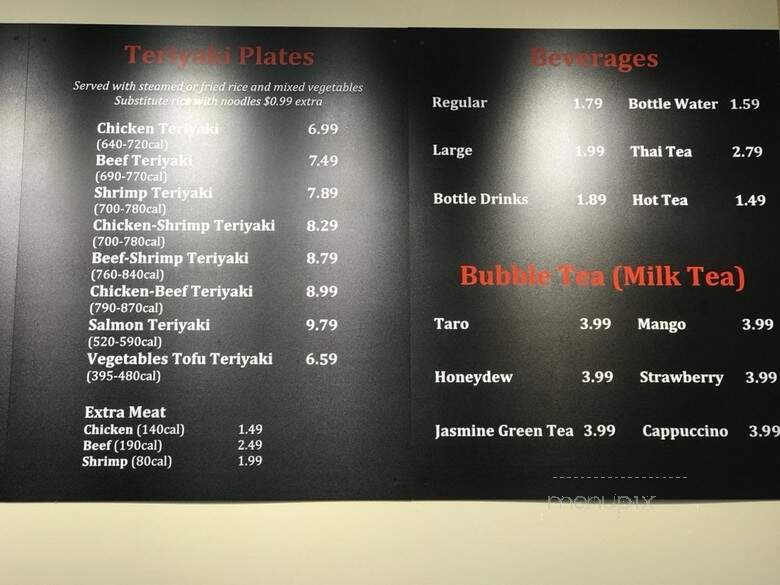 Teriyaki Plates
Served with steamed or fried rice and mixed vegetables
Substitute rice with noodles $0.99 extra
Chicken Teriyaki 6.99
(640-720cal)
Beef Teriyaki 7.49
(690-770cal)
Shrimp Teriyaki 7.89
(700-780cal)
Chicken-Shrimp Teriyaki 8.29
(700-780cal)
Beef-Shrimp Teriyaki 8.79
(760-840cal)
Chicken-Beef Teriyaki 8.99
(790-870cal)
Salmon Teriyaki 9.79
(520-590cal)
Vegetables Tofu Teriyaki 6.59
(395-480cal)
Extra Meat
Chicken (140cal) 1.49
Beef (190cal) 2.49
Shrimp (80cal) 1.99
Beverages
Regular 1.79 Bottle Water 1.59
Large 1.99 Thai Tea 2.79
Bottle Drinks 1.89 Hot Tea 1.49
Bubble Tea (Milk Tea)
Taro 3.99 Mango 3.99
Honeydew 3.99 Strawberry 3.99
Jasmine Green Tea 3.99 Cappuccino 3.99
menupix